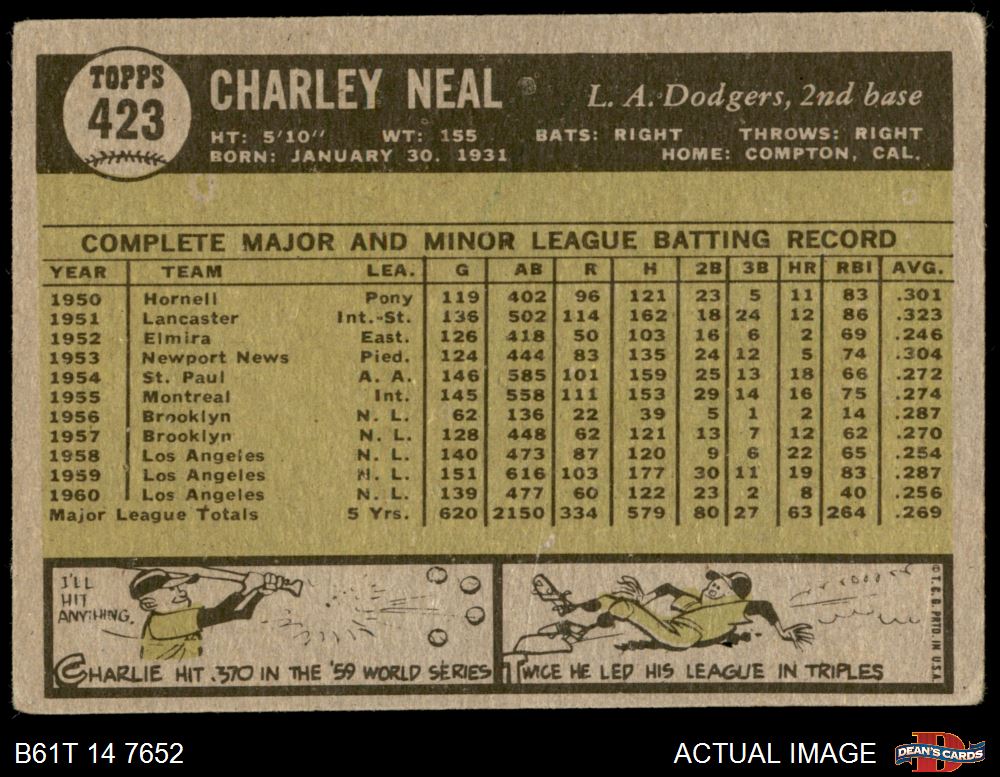 TOPPS
423
CHARLEY NEAL
L. A. Dodgers, 2nd base
HT: 5'10" WT: 155 BATS: RIGHT THROWS: RIGHT
BORN: JANUARY 30. 1931 HOME: COMPTON, CAL.
COMPLETE MAJOR AND MINOR LEAGUE BATTING RECORD
YEAR TEAM LEA. G AB R H 2B 3B HR RBI AVG.
1950 Hornell Pony 119 402 96 121 23 5 11 83 .301
1951 Lancaster Int.-St. 136 502 114 162 18 24 12 86 .323
1952 Elmira East. 126 418 50 103 16 6 2 69 .246
1953 Newport News Pied. 124 444 83 135 24 12 5 74 .304
1954 St. Paul A. A. 146 585 101 159 25 13 18 66 .272
1955 Montreal Int. 145 558 111 153 29 14 16 75 .274
1956 Brooklyn N. L. 62 136 22 39 5 1 2 14 .287
1957 Brooklyn N. L. 128 448 62 121 13 7 12 62 .270
1958 Los Angeles N. L. 140 473 87 120 9 6 22 65 .254
1959 Los Angeles N. L. 151 616 103 177 30 11 19 83 .287
1960 Los Angeles N. L. 139 477 60 122 23 2 8 40 .256
Major League Totals 5 Yrs. 620 2150 334 579 80 27 63 264 .269
I'LL
HIT
ANYTHING.
CHARLIE HIT .370 IN THE '59 WORLD SERIES
TWICE HE LED HIS LEAGUE IN TRIPLES
©T. C. G. PRTD. IN U.S.A.
B61T 14 7652
ACTUAL IMAGE
DEAN'S CARDS